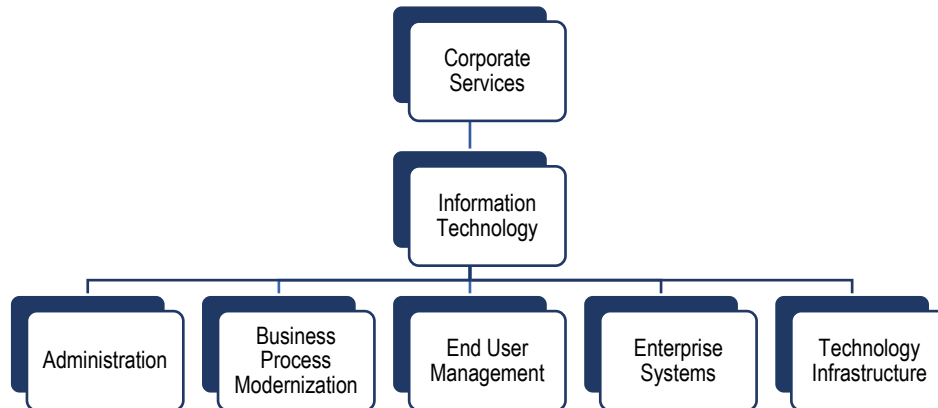 Corporate
Services
Information
Technology
Administration
Business
Process
Modernization
End User
Management
Enterprise
Systems
Technology
Infrastructure